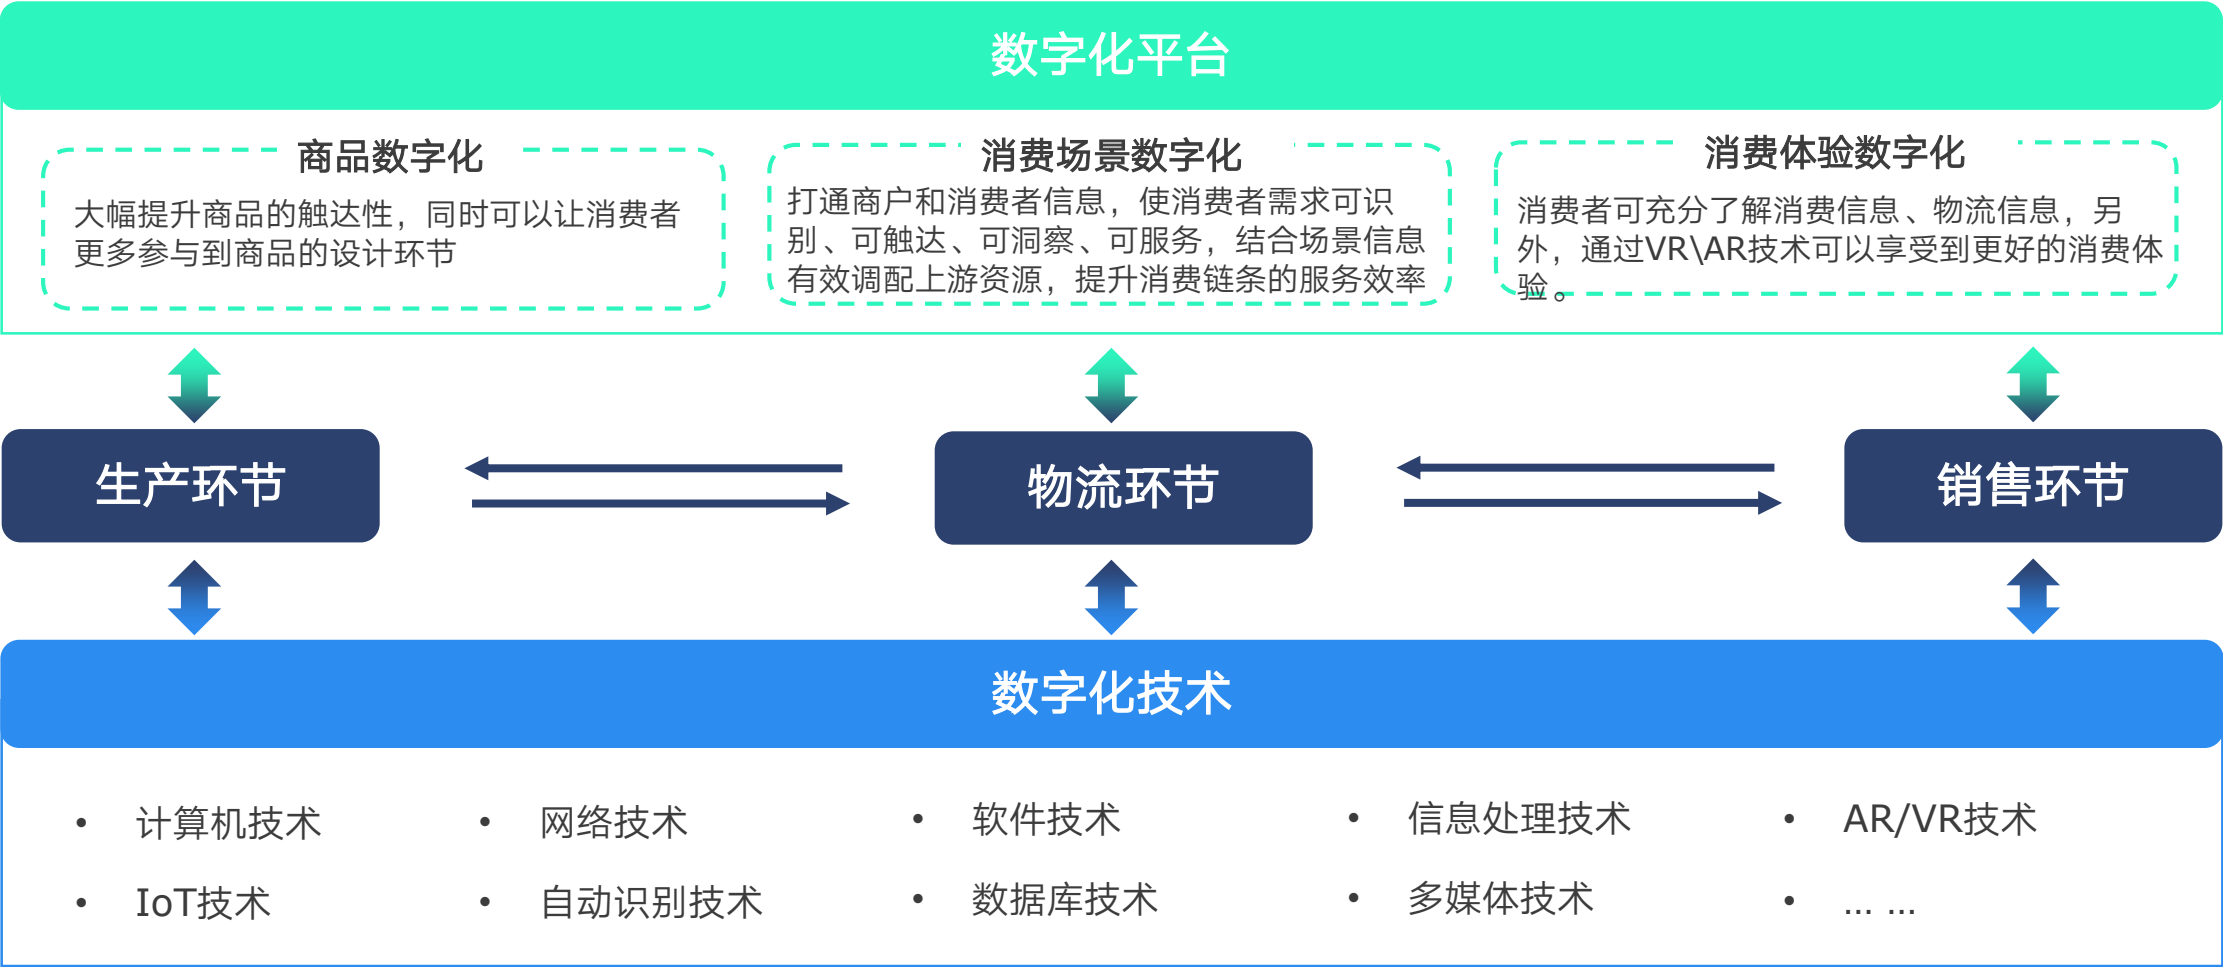 数字化平台
商品数字化
大幅提升商品的触达性，同时可以让消费者
更多参与到商品的设计环节
消费场景数字化
打通商户和消费者信息，使消费者需求可识
别、可触达、可洞察、可服务，结合场景信息
有效调配上游资源，提升消费链条的服务效率
消费体验数字化
消费者可充分了解消费信息、物流信息，另
外，通过VR\AR技术可以享受到更好的消费体
验。
生产环节
物流环节
销售环节
数字化技术
• 计算机技术
• 网络技术
• 软件技术
• 信息处理技术
• AR/VR技术
• IoT技术
• 自动识别技术
• 数据库技术
• 多媒体技术
• ... ...